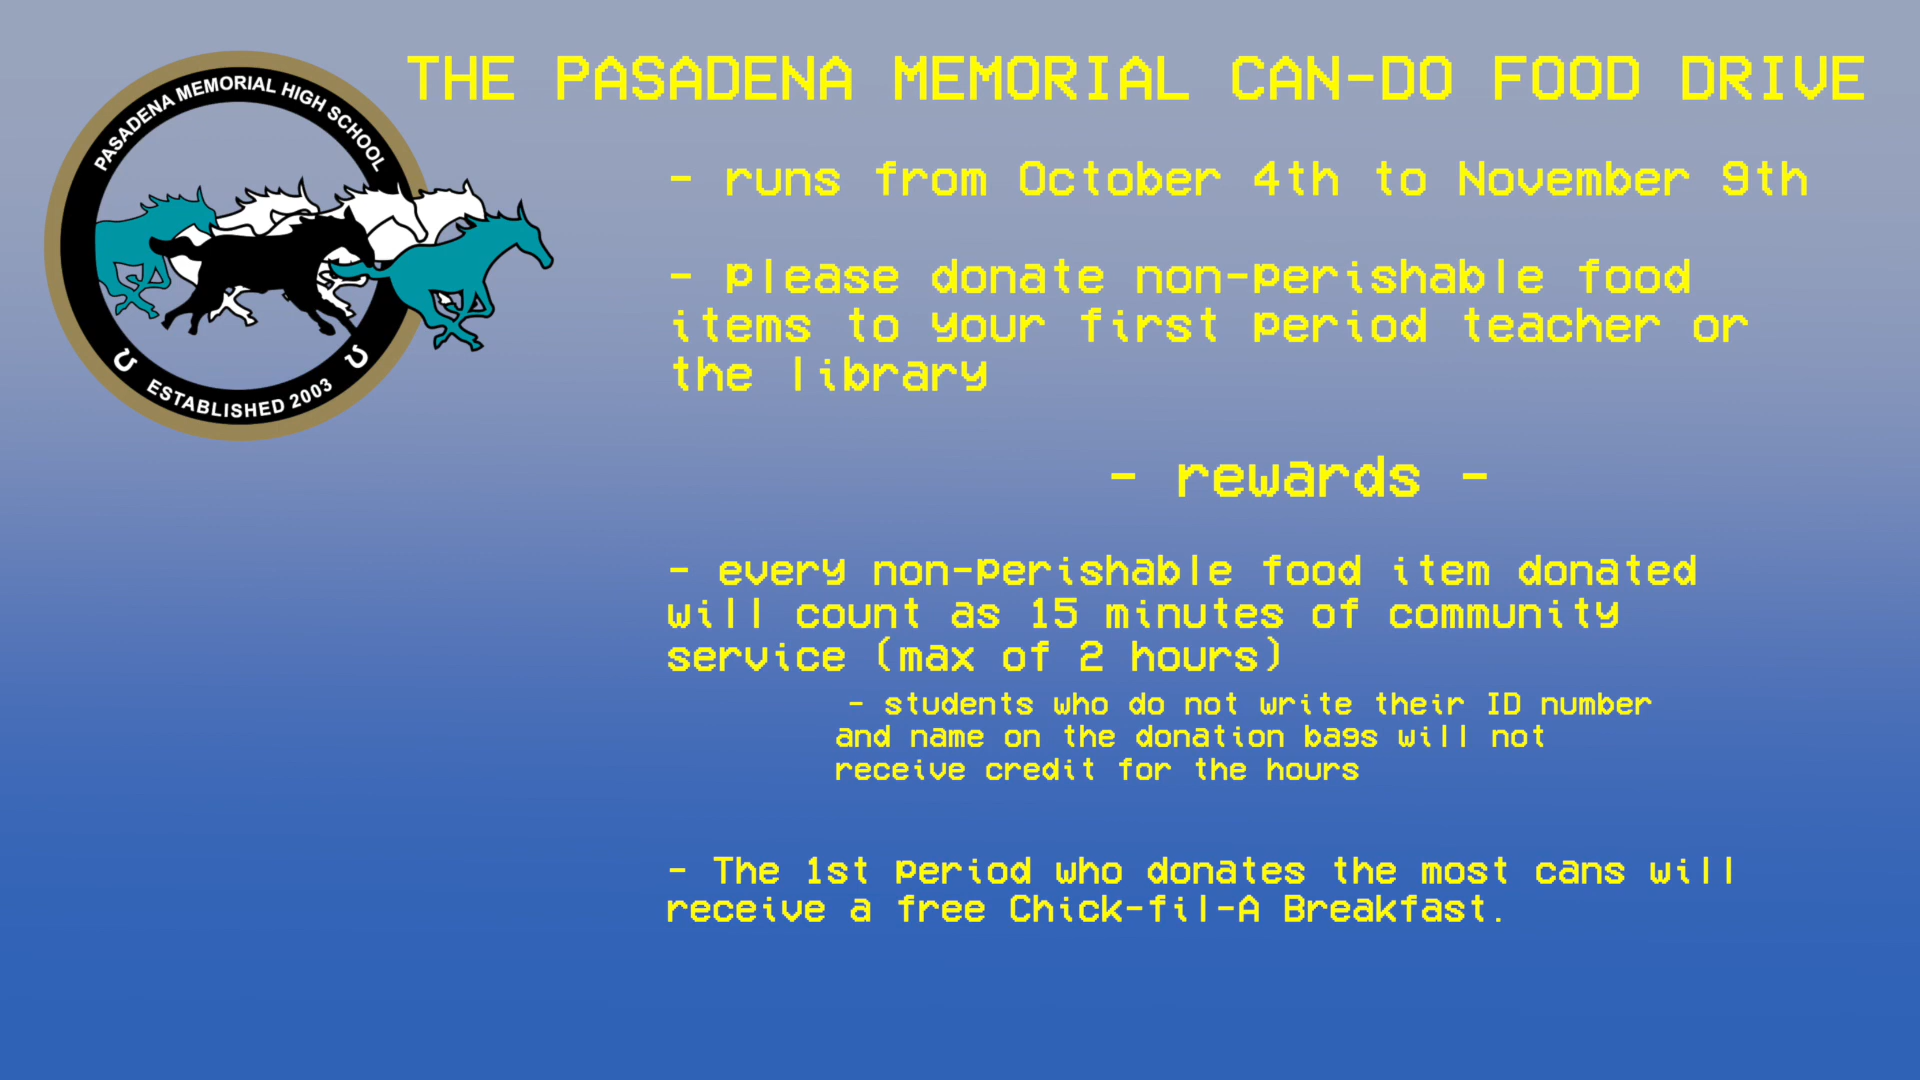 PASADENA MEMORIAL HIGH SCHOOL
ESTABLISHED 2003
THE PASADENA MEMORIAL CAN-DO FOOD DRIVE
- runs from October 4th to November 9th
- please donate non-perishable food
items to your first period teacher or
the library
- rewards -
- every non-perishable food item donated
will count as 15 minutes of community
service (max of 2 hours)
- students who do not write their ID number
and name on the donation bags will not
receive credit for the hours
- The 1st period who donates the most cans will
receive a free Chick-fil-A Breakfast.